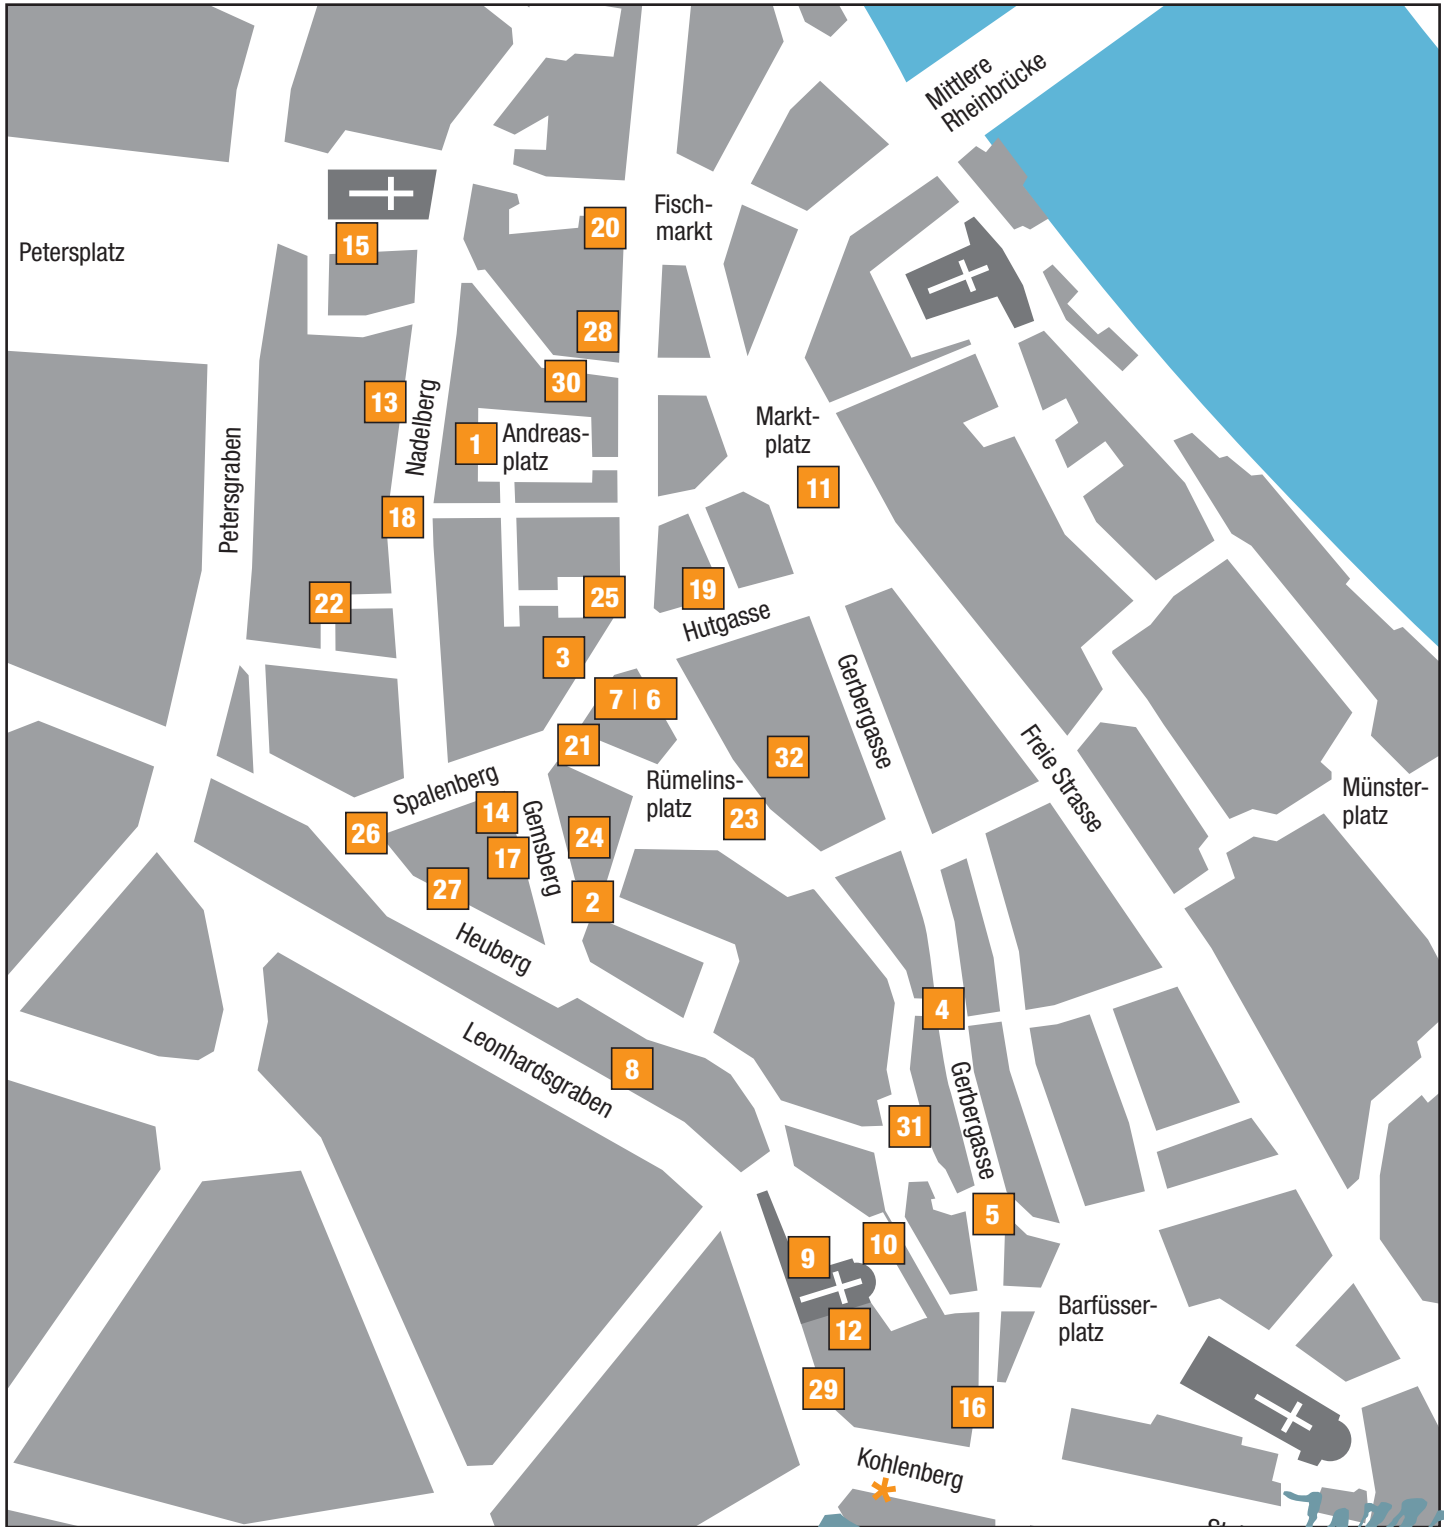 Mittlere
Rheinbrücke
Fisch-
markt
20
15
Petersplatz
28
30
13
Nadelberg
1
Andreas-
platz
Markt-
platz
11
Petersgraben
18
22
25
19
Hutgasse
3
7 | 6
21
Gerbergasse
32
Freie Strasse
Rümelins-
platz
23
Münster-
platz
Spalenberg
14
Gemsberg
24
26
17
27
2
Heuberg
4
Leonhardsgraben
8
Gerbergasse
31
5
10
9
Barfüsser-
platz
12
29
16
Kohlenberg
*